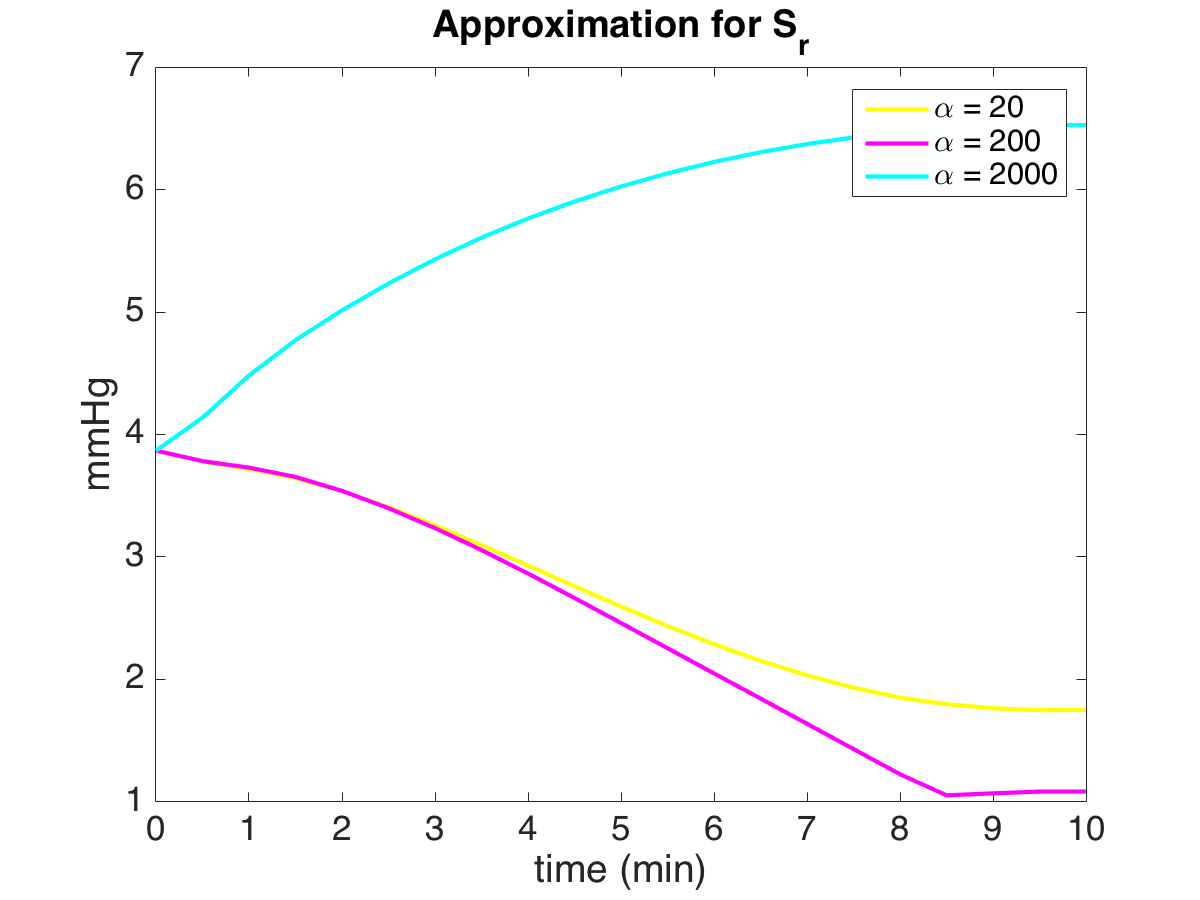 Approximation for S_r
7
6
5
4
3
2
1
mmHg
α = 20
α = 200
α = 2000
0 1 2 3 4 5 6 7 8 9 10
time (min)